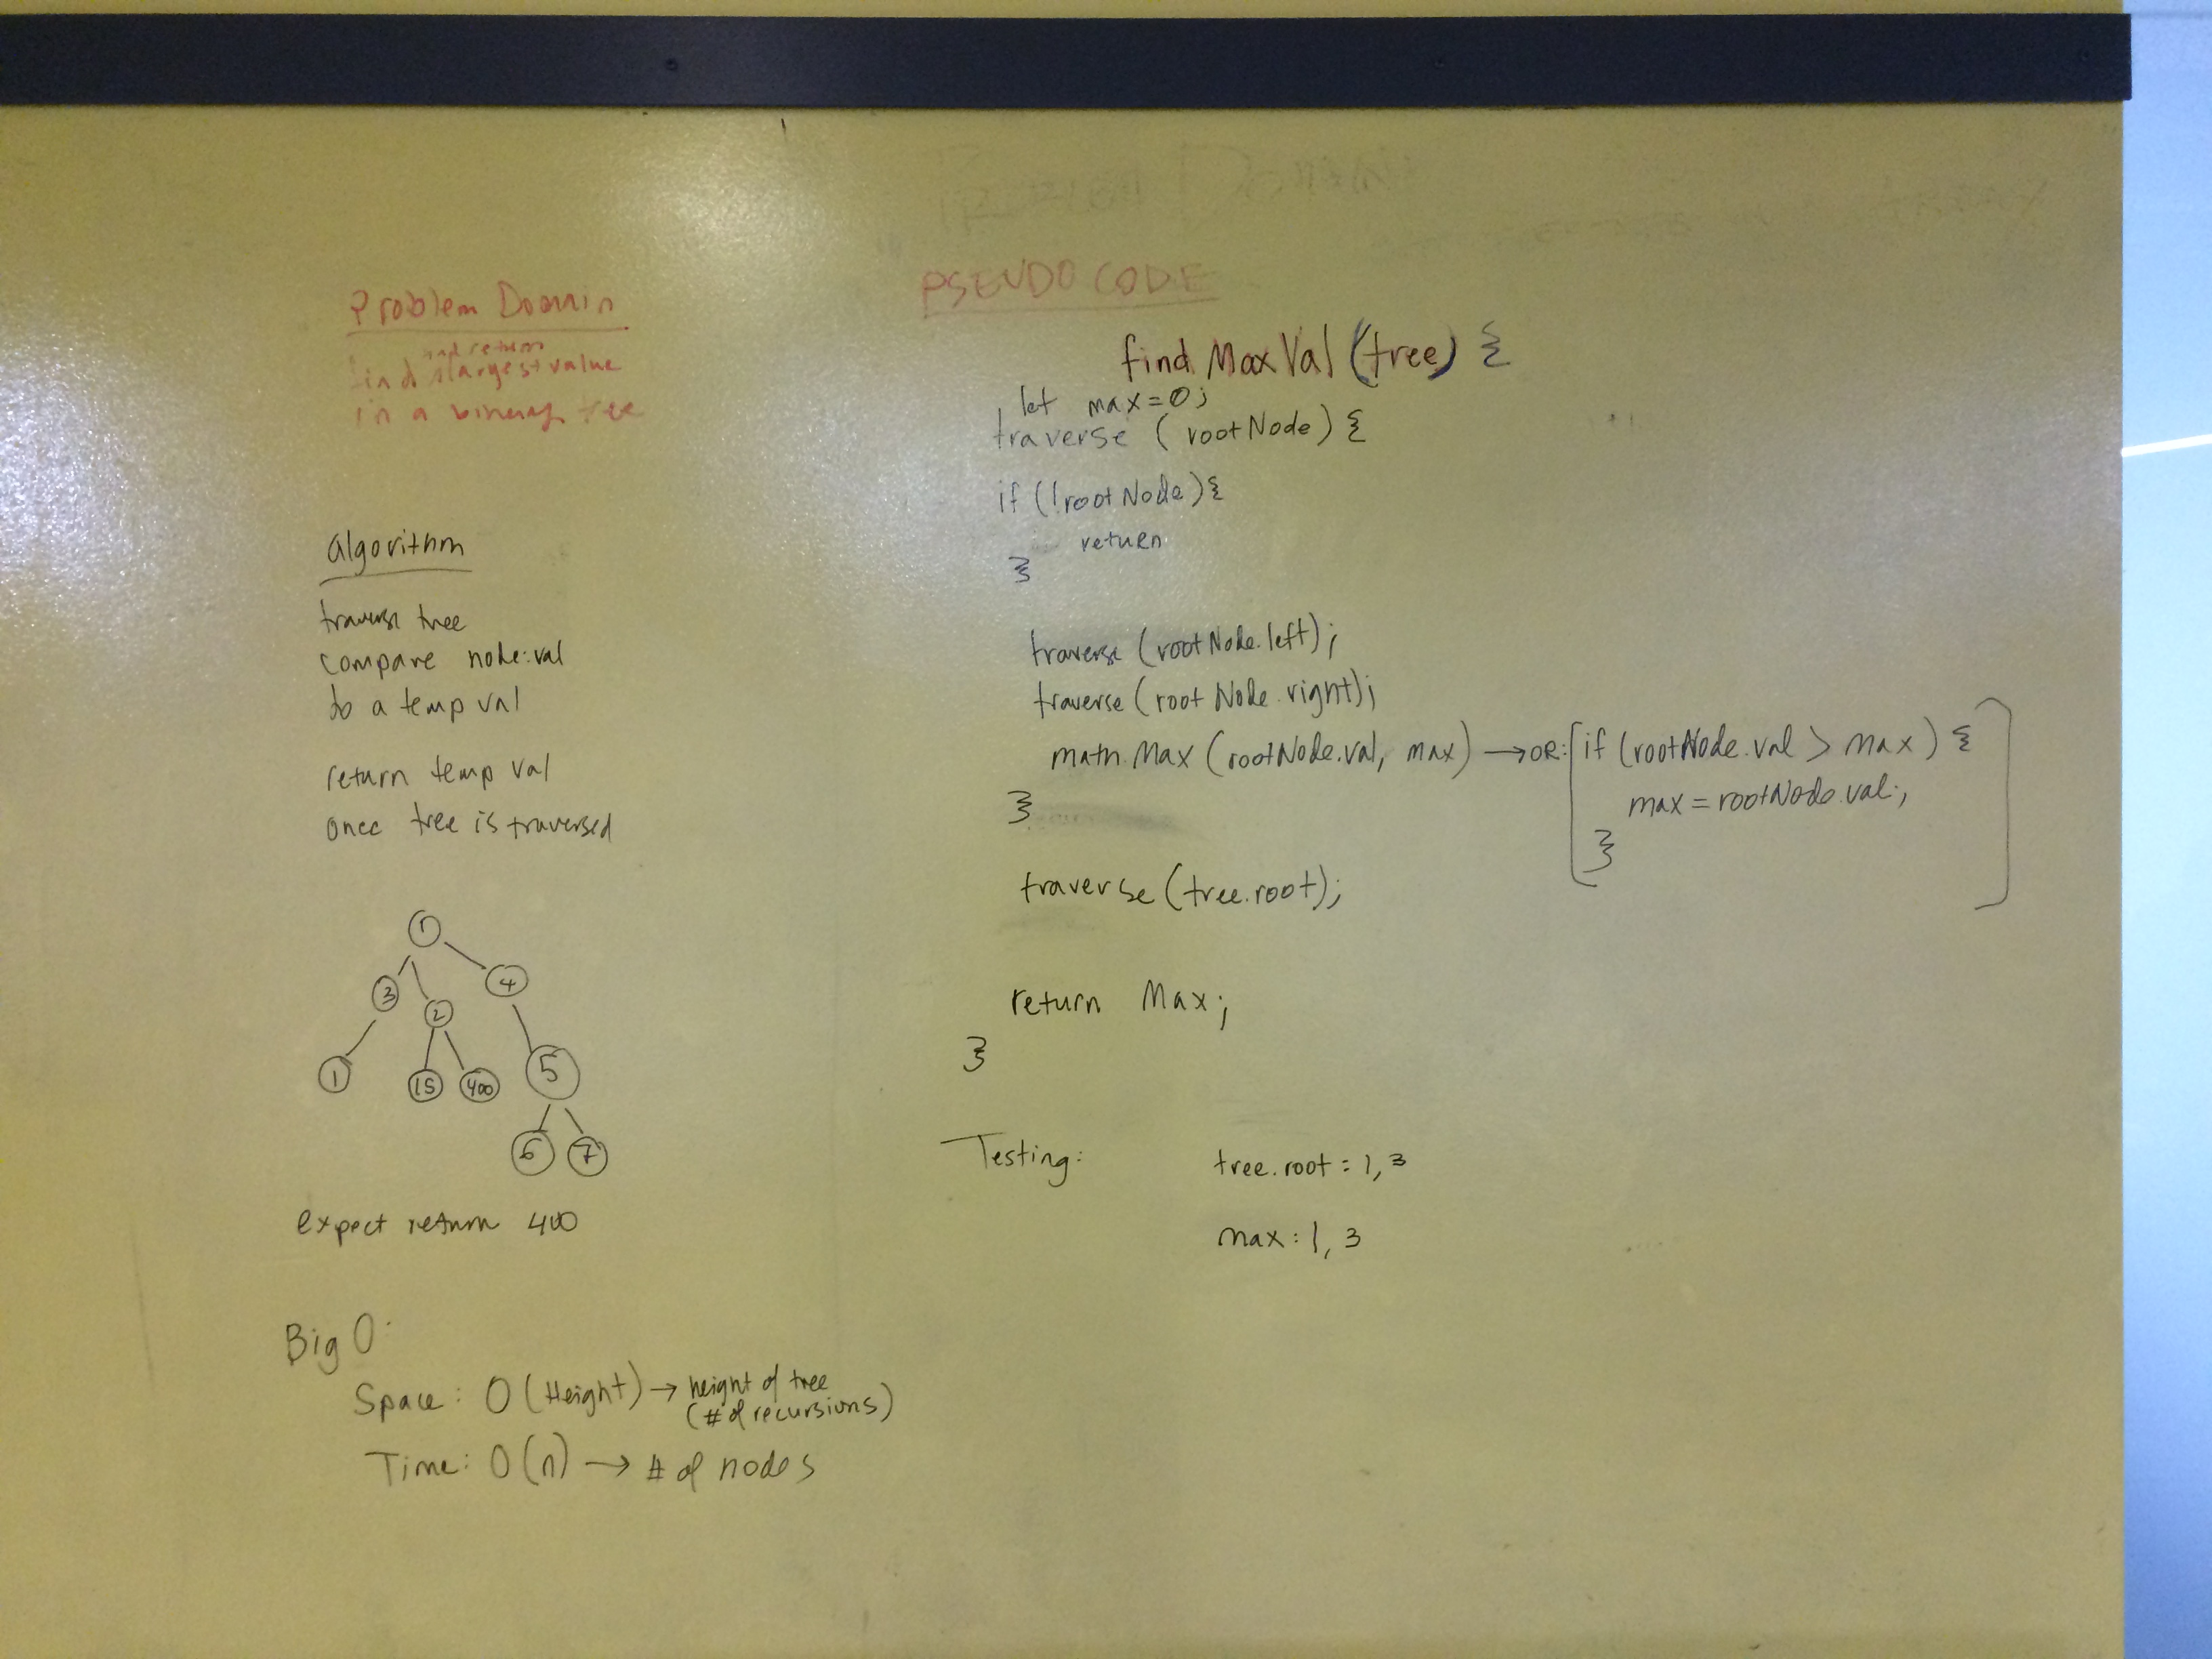 Problem Domain
and return
find largest value
in a binary tree
algorithm
traverse tree
compare node.val
to a temp val
return temp val
once tree is traversed
1
3
4
2
1
15
400
5
6
7
expect return 400
Big O:
Space: O(Height) → height of tree
(# of recursions)
Time: O(n) → # of nodes
PSEUDO CODE
find MaxVal (tree) {
let max = 0;
traverse (rootNode) {
if (!rootNode) {
return
}
traverse (rootNode.left);
traverse (rootNode.right);
math.Max (rootNode.val, max) → OR: [if (rootNode.val > max) {
max = rootNode.val;
}]
}
traverse (tree.root);
return Max;
}
Testing:
tree.root: 1, 3
max: 1, 3